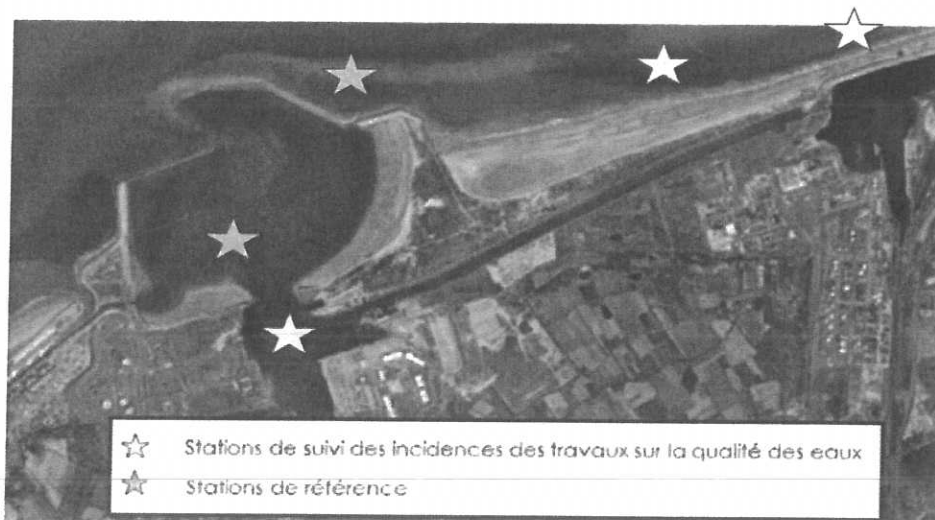 Stations de suivi des incidences des travaux sur la qualité des eaux
Stations de référence